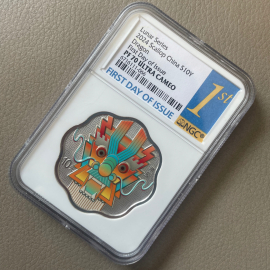 Lunar Series
2024 Scallop China S10Y
Dragon
First Day of Issue
PF 70 ULTRA CAMEO
FIRST DAY OF ISSUE
1st
NGC